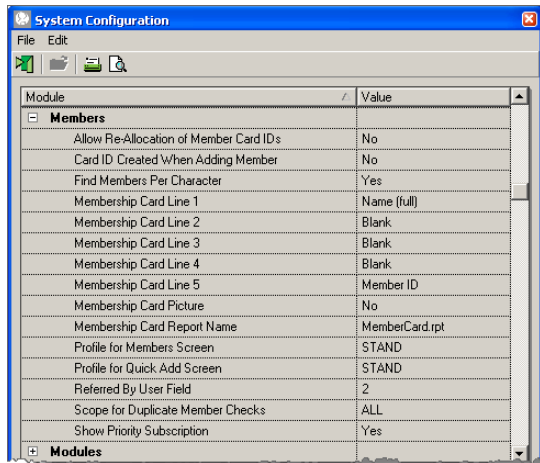 System Configuration
File Edit
Module Value
Members
Allow Re-Allocation of Member Card IDs No
Card ID Created When Adding Member No
Find Members Per Character Yes
Membership Card Line 1 Name (full)
Membership Card Line 2 Blank
Membership Card Line 3 Blank
Membership Card Line 4 Blank
Membership Card Line 5 Member ID
Membership Card Picture No
Membership Card Report Name MemberCard.rpt
Profile for Members Screen STAND
Profile for Quick Add Screen STAND
Referred By User Field 2
Scope for Duplicate Member Checks ALL
Show Priority Subscription Yes
Modules